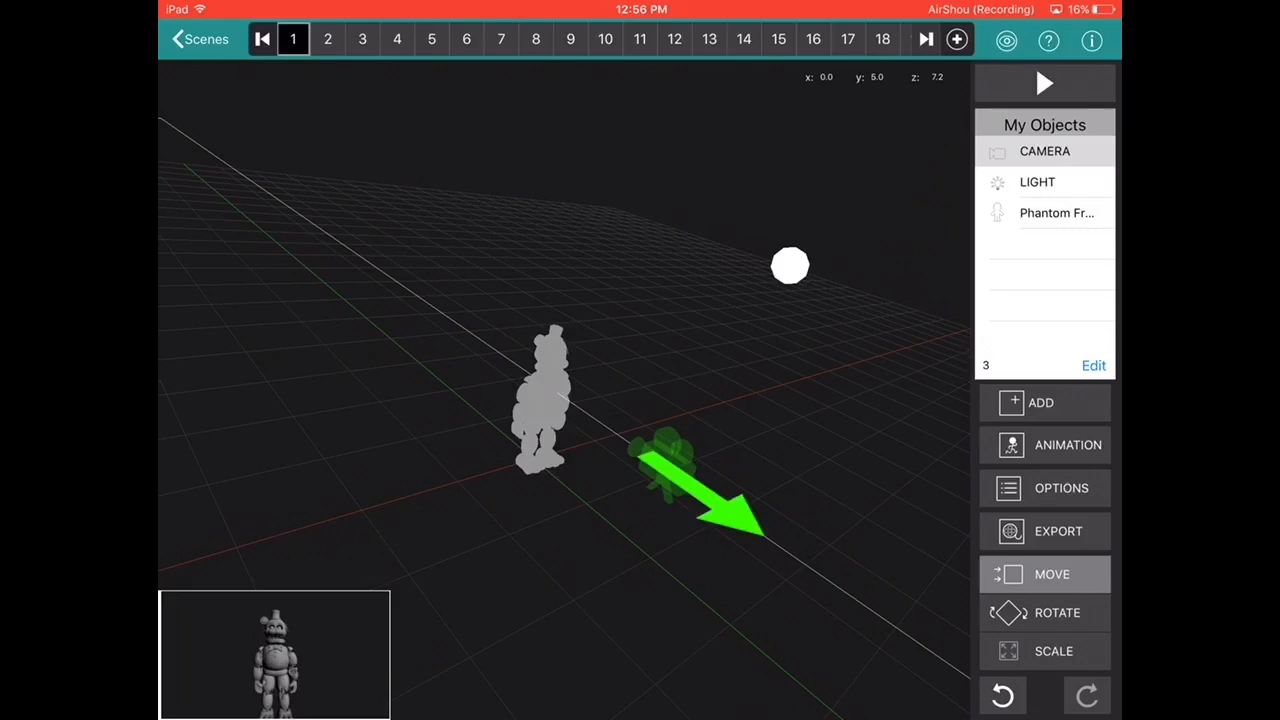 iPad 12:56 PM AirShou (Recording) 16%
Scenes 1 2 3 4 5 6 7 8 9 10 11 12 13 14 15 16 17 18
x: 0.0 y: 5.0 z: 7.2
My Objects
CAMERA
LIGHT
Phantom Fr...
3 Edit
ADD
ANIMATION
OPTIONS
EXPORT
MOVE
ROTATE
SCALE